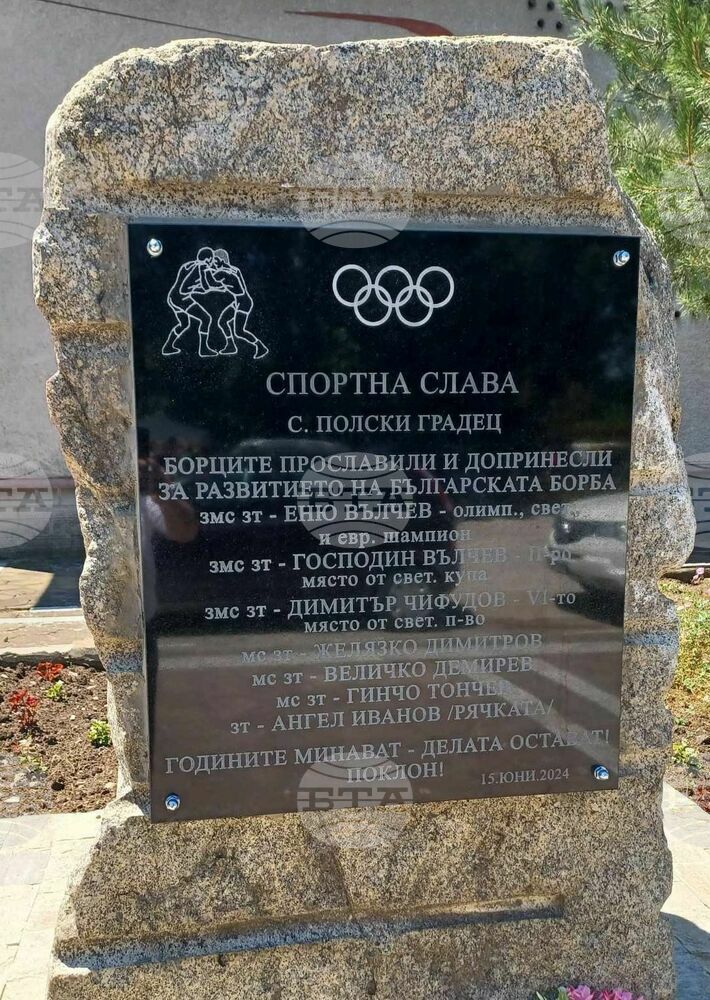 СПОРТНА СЛАВА
С. ПОЛСКИ ГРАДЕЦ
БОРЦИТЕ ПРОСЛАВИЛИ И ДОПРИНЕСЛИ
ЗА РАЗВИТИЕТО НА БЪЛГАРСКАТА БОРБА
змс зт - ЕНЮ ВЪЛЧЕВ - олимп., свет.
и евр. шампион
змс зт - ГОСПОДИН ВЪЛЧЕВ - II-ро
място от свет. купа
змс зт - ДИМИТЪР ЧИФУДОВ - VI-то
място от свет. п-во
мс зт - ЖЕЛЯЗКО ДИМИТРОВ
мс зт - ВЕЛИЧКО ДЕМИРЕВ
мс зт - ГИНЧО ТОНЧЕВ
зт - АНГЕЛ ИВАНОВ /РЯЧКАТА/
ГОДИНИТЕ МИНАВАТ - ДЕЛАТА ОСТАВАТ!
ПОКЛОН! 15.ЮНИ.2024
БТА